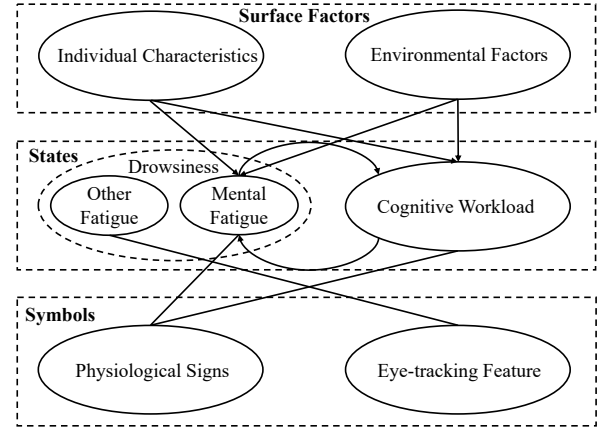 Surface Factors
Individual Characteristics
Environmental Factors
States
Drowsiness
Other
Fatigue
Mental
Fatigue
Cognitive Workload
Symbols
Physiological Signs
Eye-tracking Feature